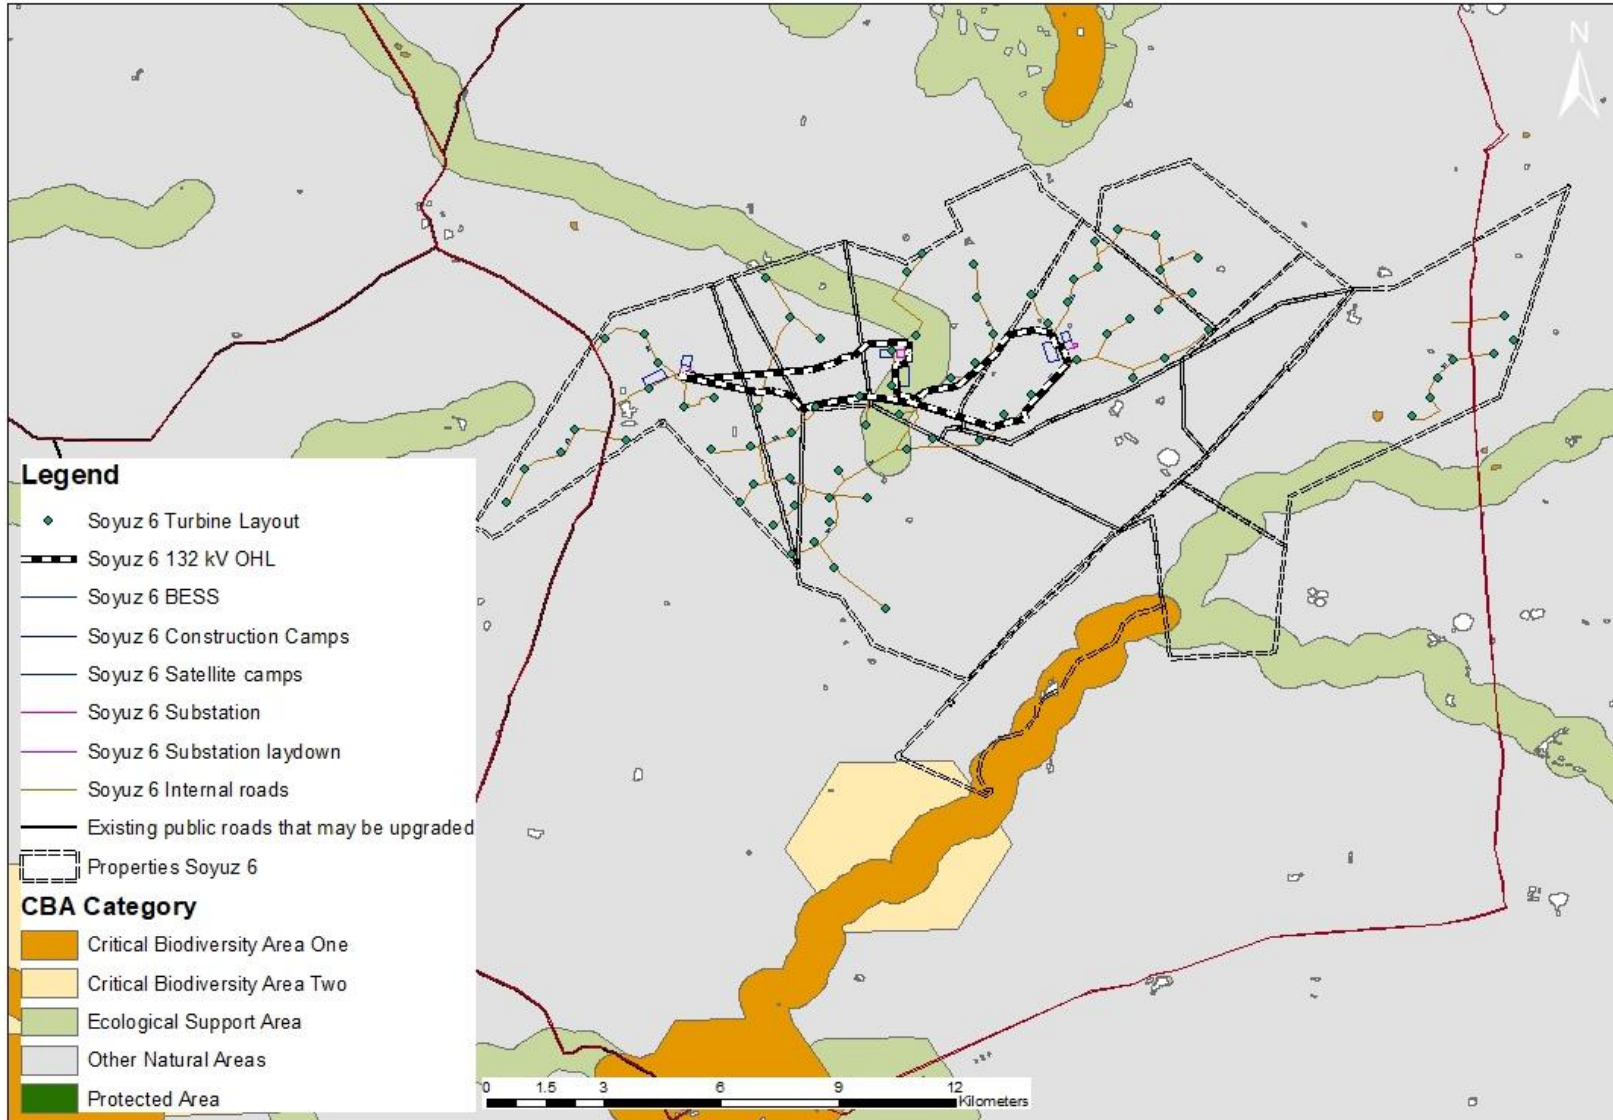 N
Legend
Soyuz 6 Turbine Layout
Soyuz 6 132 kV OHL
Soyuz 6 BESS
Soyuz 6 Construction Camps
Soyuz 6 Satellite camps
Soyuz 6 Substation
Soyuz 6 Substation laydown
Soyuz 6 Internal roads
Existing public roads that may be upgraded
Properties Soyuz 6
CBA Category
Critical Biodiversity Area One
Critical Biodiversity Area Two
Ecological Support Area
Other Natural Areas
Protected Area
0 1.5 3 6 9 12
Kilometers